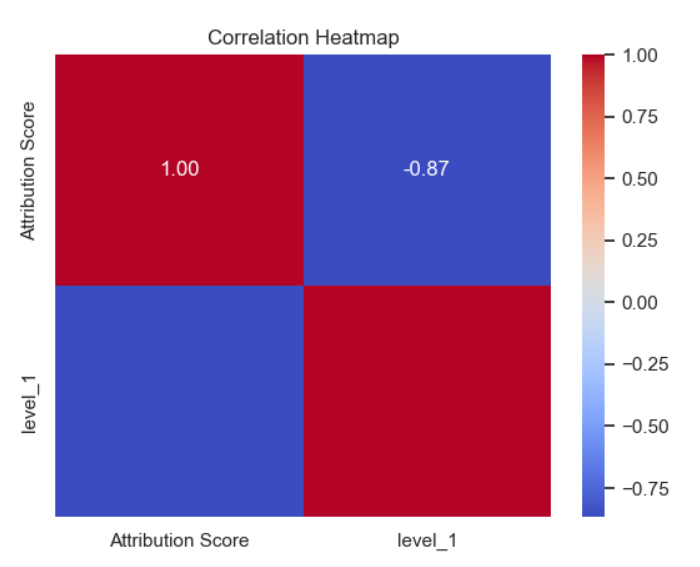 Correlation Heatmap
Attribution Score
level_1
1.00
-0.87
Attribution Score
level_1
1.00
0.75
0.50
0.25
0.00
−0.25
−0.50
−0.75